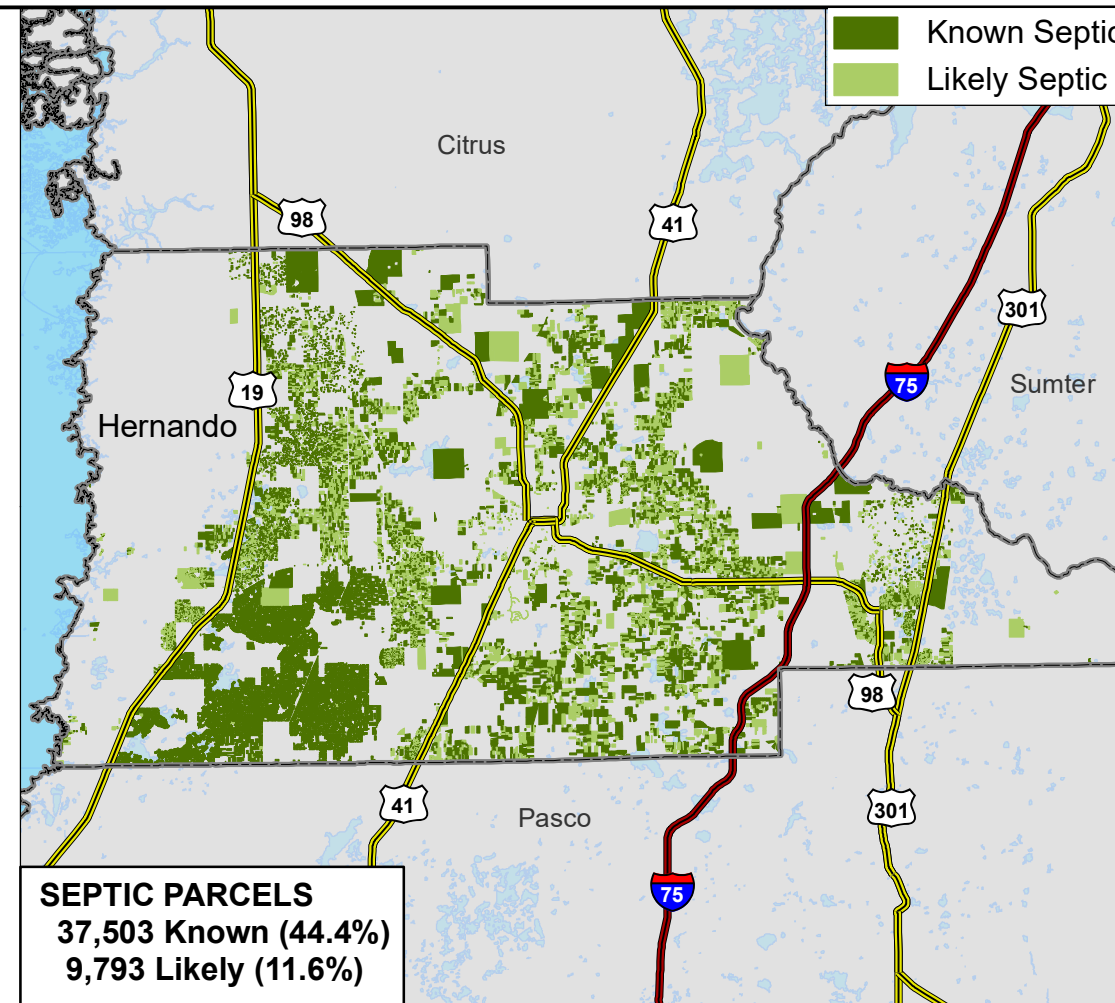 Known Septic
Likely Septic
Citrus
98
41
301
75
Sumter
19
Hernando
98
301
41
Pasco
75
SEPTIC PARCELS
37,503 Known (44.4%)
9,793 Likely (11.6%)